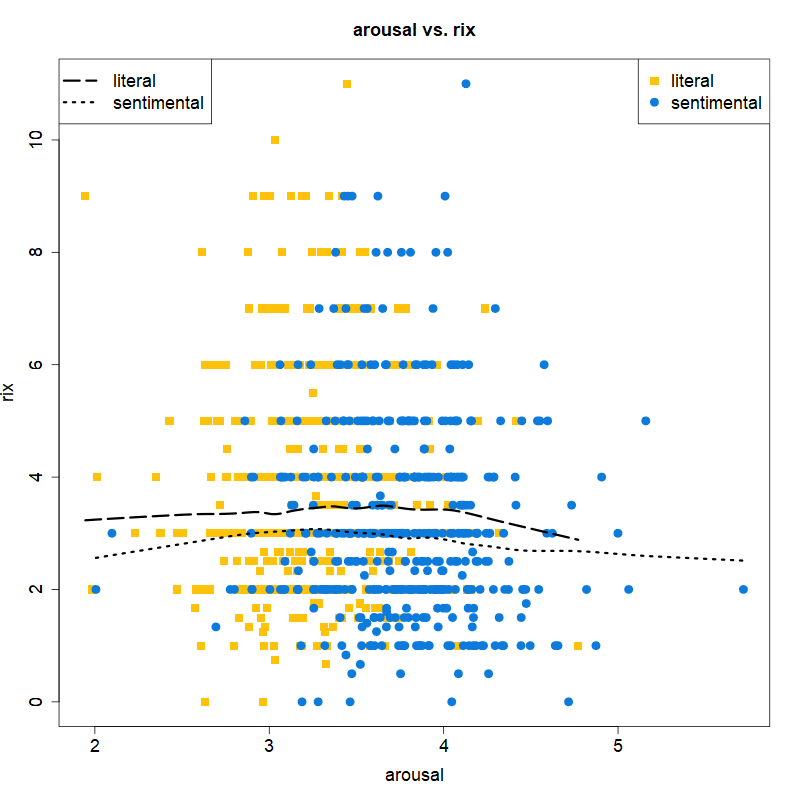 arousal vs. rix
literal
sentimental
literal
sentimental
10
8
6
4
2
0
rix
2 3 4 5
arousal